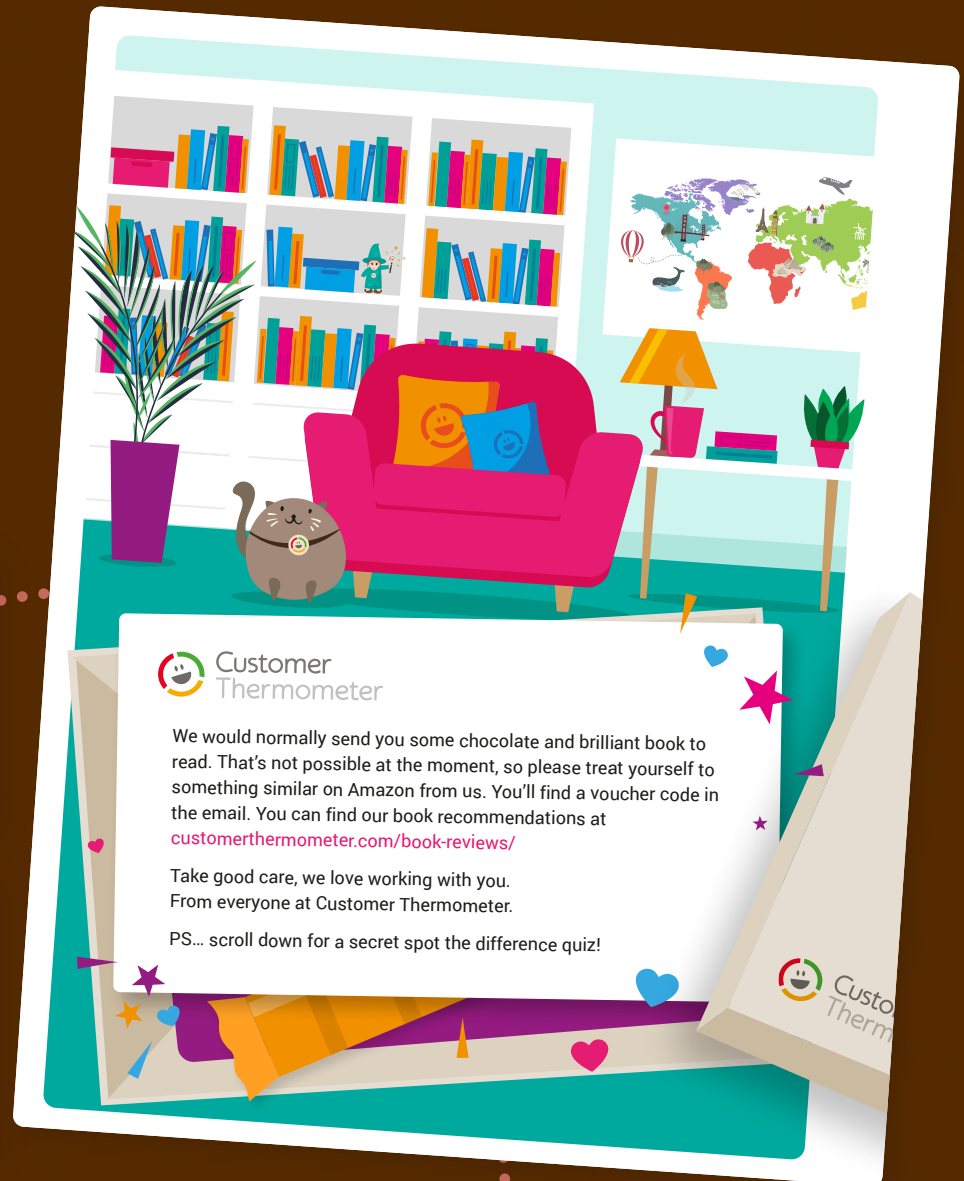 Customer
Thermometer
We would normally send you some chocolate and brilliant book to
read. That's not possible at the moment, so please treat yourself to
something similar on Amazon from us. You'll find a voucher code in
the email. You can find our book recommendations at
customerthermometer.com/book-reviews/
Take good care, we love working with you.
From everyone at Customer Thermometer.
PS... scroll down for a secret spot the difference quiz!
Custo
Therm